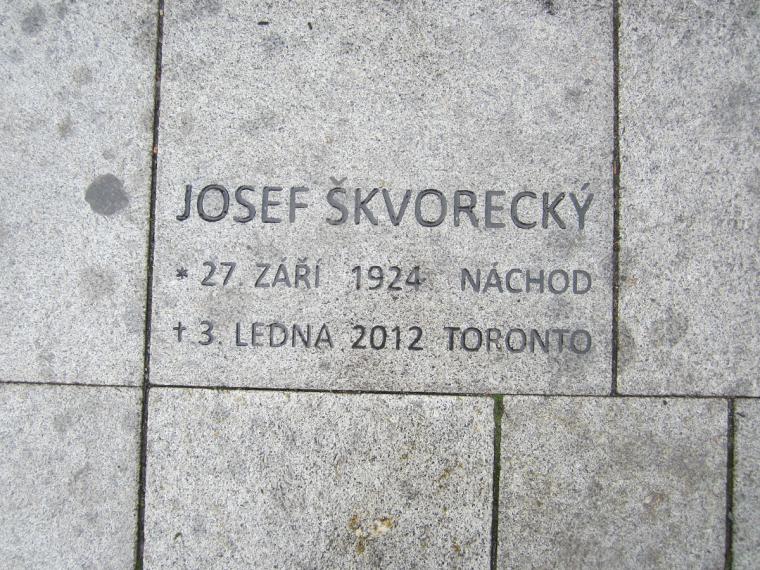 JOSEF ŠKVORECKÝ
* 27. ZÁŘÍ 1924 NÁCHOD
† 3. LEDNA 2012 TORONTO